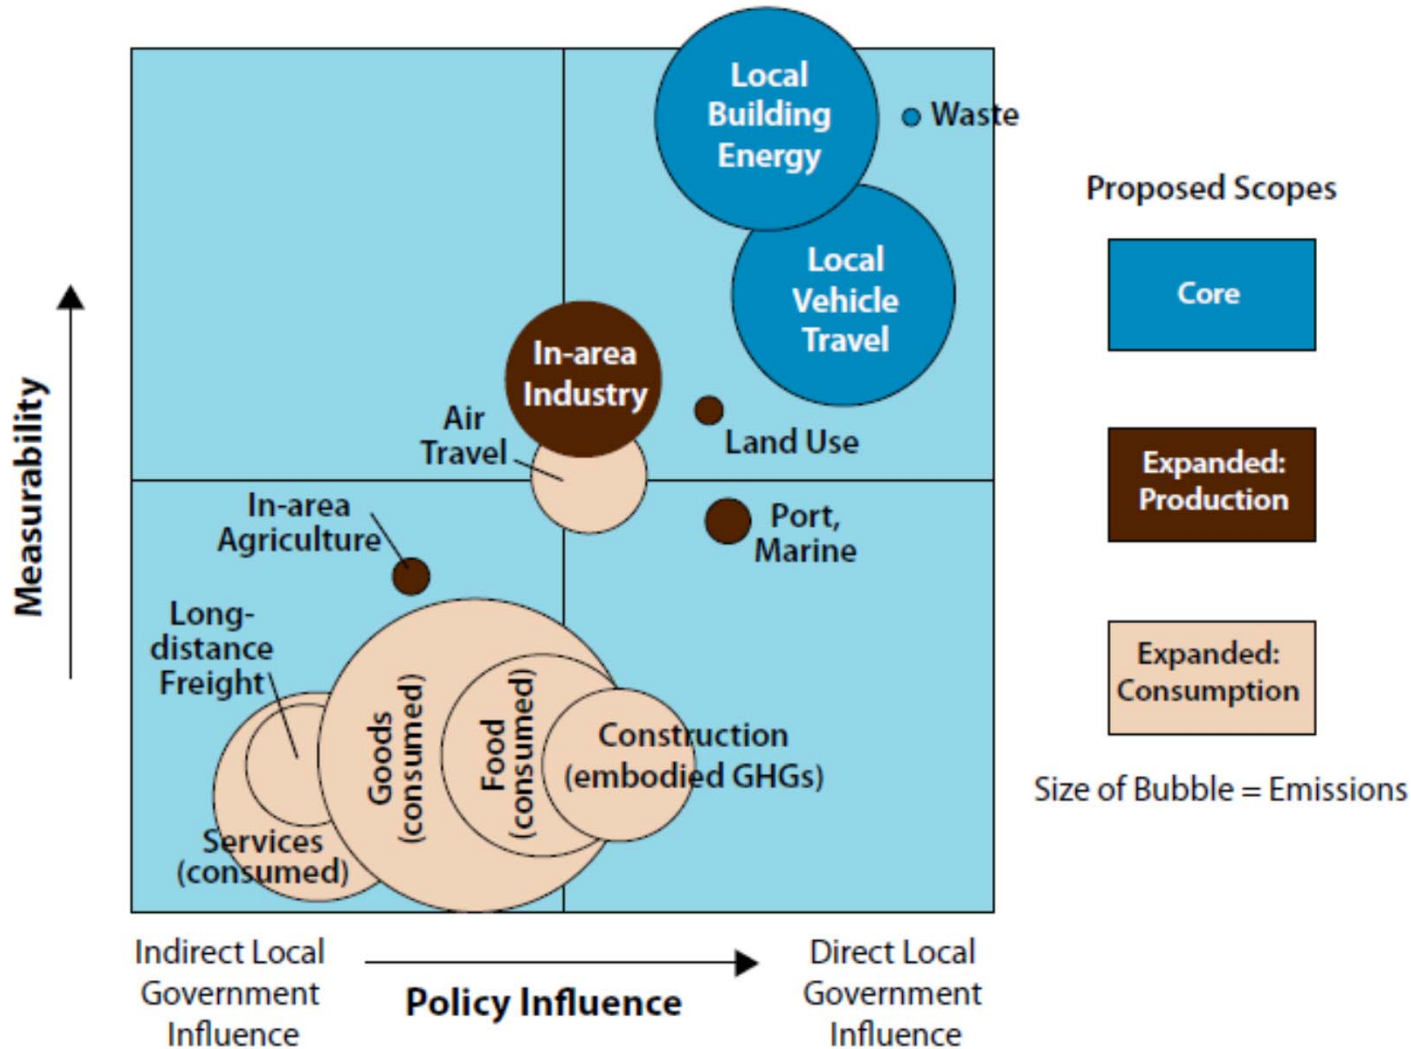 Local
Building
Energy
Waste
Proposed Scopes
Local
Vehicle
Travel
Core
In-area
Industry
Air
Travel
Land Use
Measurability
Expanded:
Production
In-area
Agriculture
Port,
Marine
Long-
distance
Freight
Expanded:
Consumption
Goods
(consumed)
Food
(consumed)
Construction
(embodied GHGs)
Size of Bubble = Emissions
Services
(consumed)
Indirect Local
Government
Influence
Policy Influence
Direct Local
Government
Influence